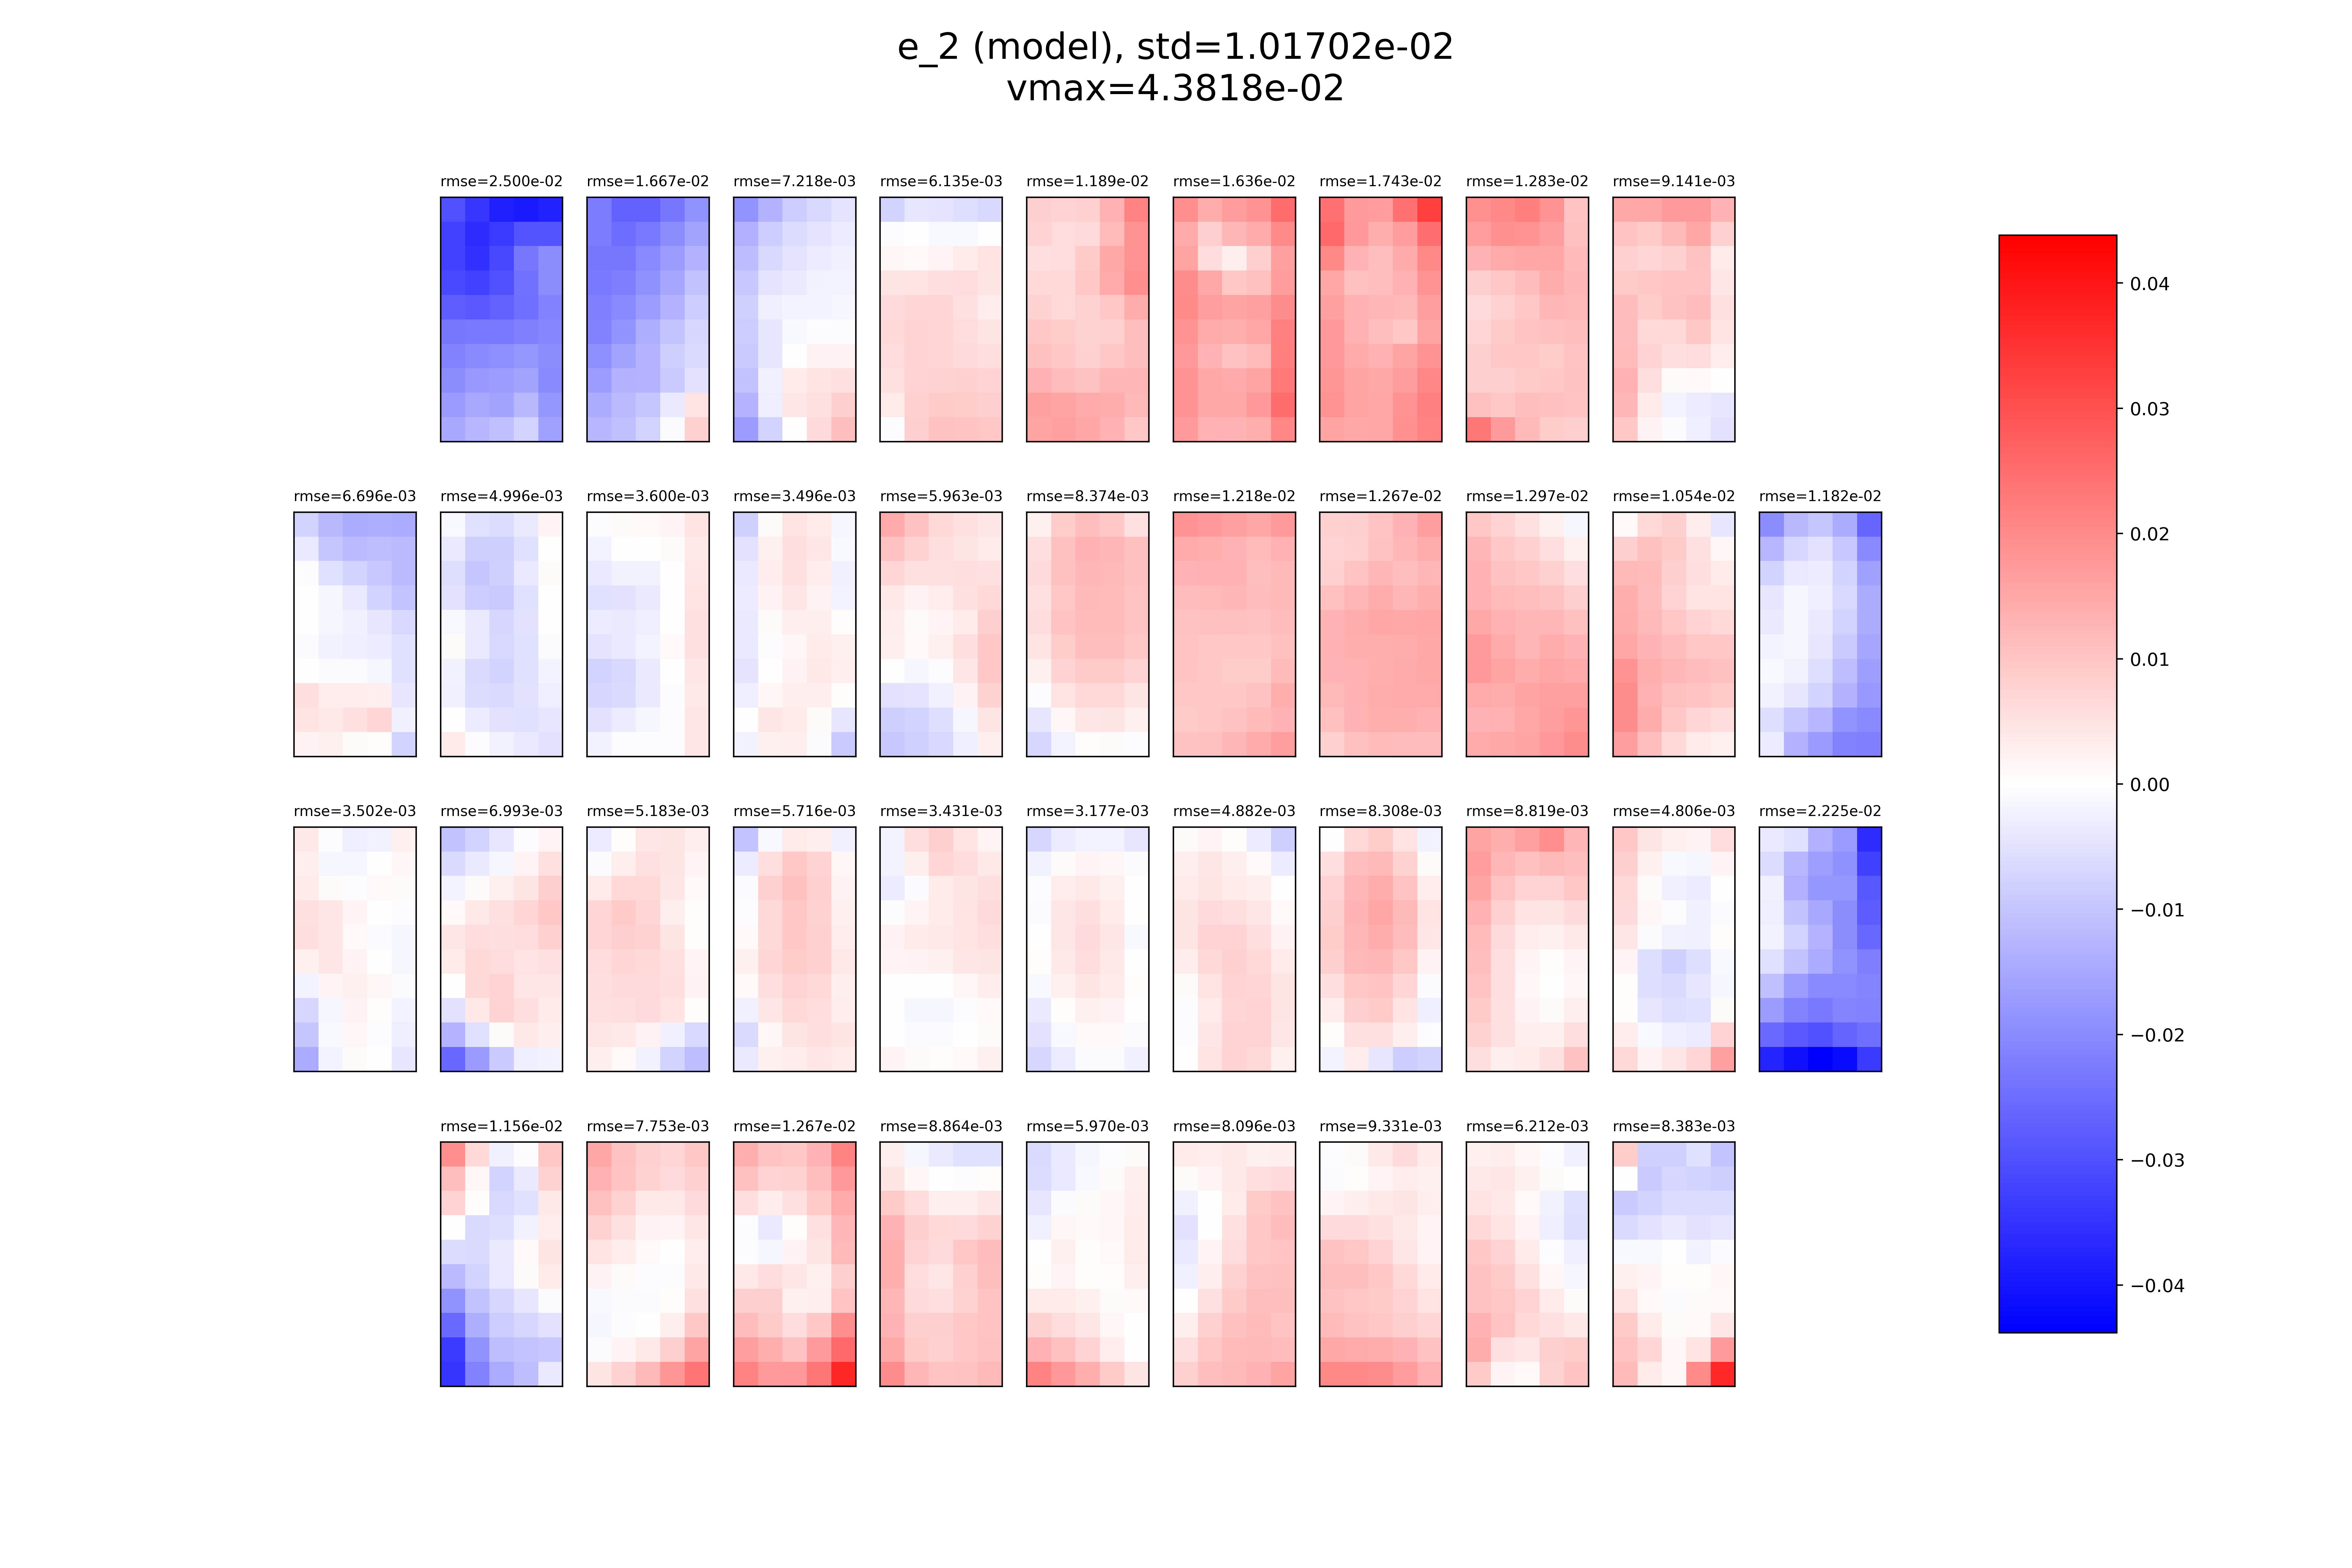 e_2 (model), std=1.01702e-02
vmax=4.3818e-02
rmse=2.500e-02 rmse=1.667e-02 rmse=7.218e-03 rmse=6.135e-03 rmse=1.189e-02 rmse=1.636e-02 rmse=1.743e-02 rmse=1.283e-02 rmse=9.141e-03
rmse=6.696e-03 rmse=4.996e-03 rmse=3.600e-03 rmse=3.496e-03 rmse=5.963e-03 rmse=8.374e-03 rmse=1.218e-02 rmse=1.267e-02 rmse=1.297e-02 rmse=1.054e-02 rmse=1.182e-02
rmse=3.502e-03 rmse=6.993e-03 rmse=5.183e-03 rmse=5.716e-03 rmse=3.431e-03 rmse=3.177e-03 rmse=4.882e-03 rmse=8.308e-03 rmse=8.819e-03 rmse=4.806e-03 rmse=2.225e-02
rmse=1.156e-02 rmse=7.753e-03 rmse=1.267e-02 rmse=8.864e-03 rmse=5.970e-03 rmse=8.096e-03 rmse=9.331e-03 rmse=6.212e-03 rmse=8.383e-03
0.04
0.03
0.02
0.01
0.00
−0.01
−0.02
−0.03
−0.04